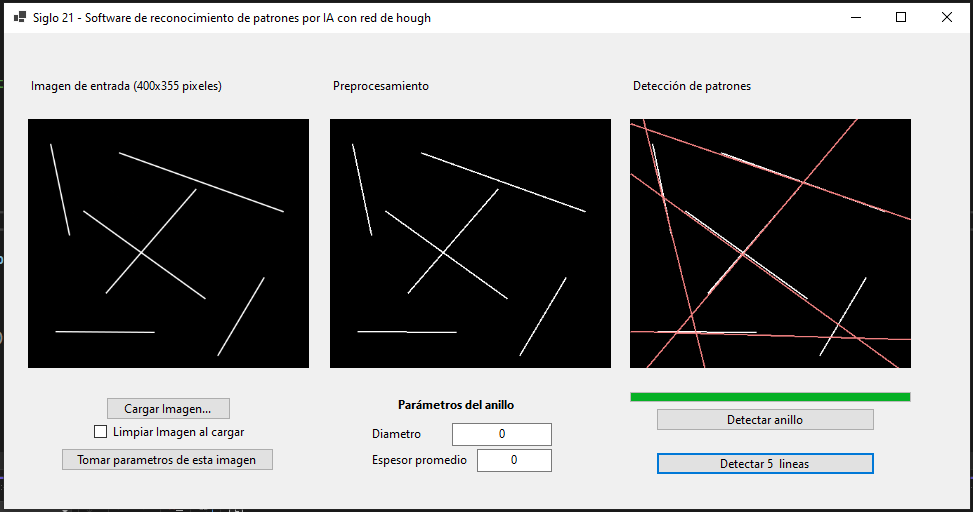 Siglo 21 - Software de reconocimiento de patrones por IA con red de hough
Imagen de entrada (400x355 pixeles)
Preprocesamiento
Detección de patrones
Cargar Imagen...
Limpiar Imagen al cargar
Tomar parametros de esta imagen
Parámetros del anillo
Diametro
0
Espesor promedio
0
Detectar anillo
Detectar 5 lineas